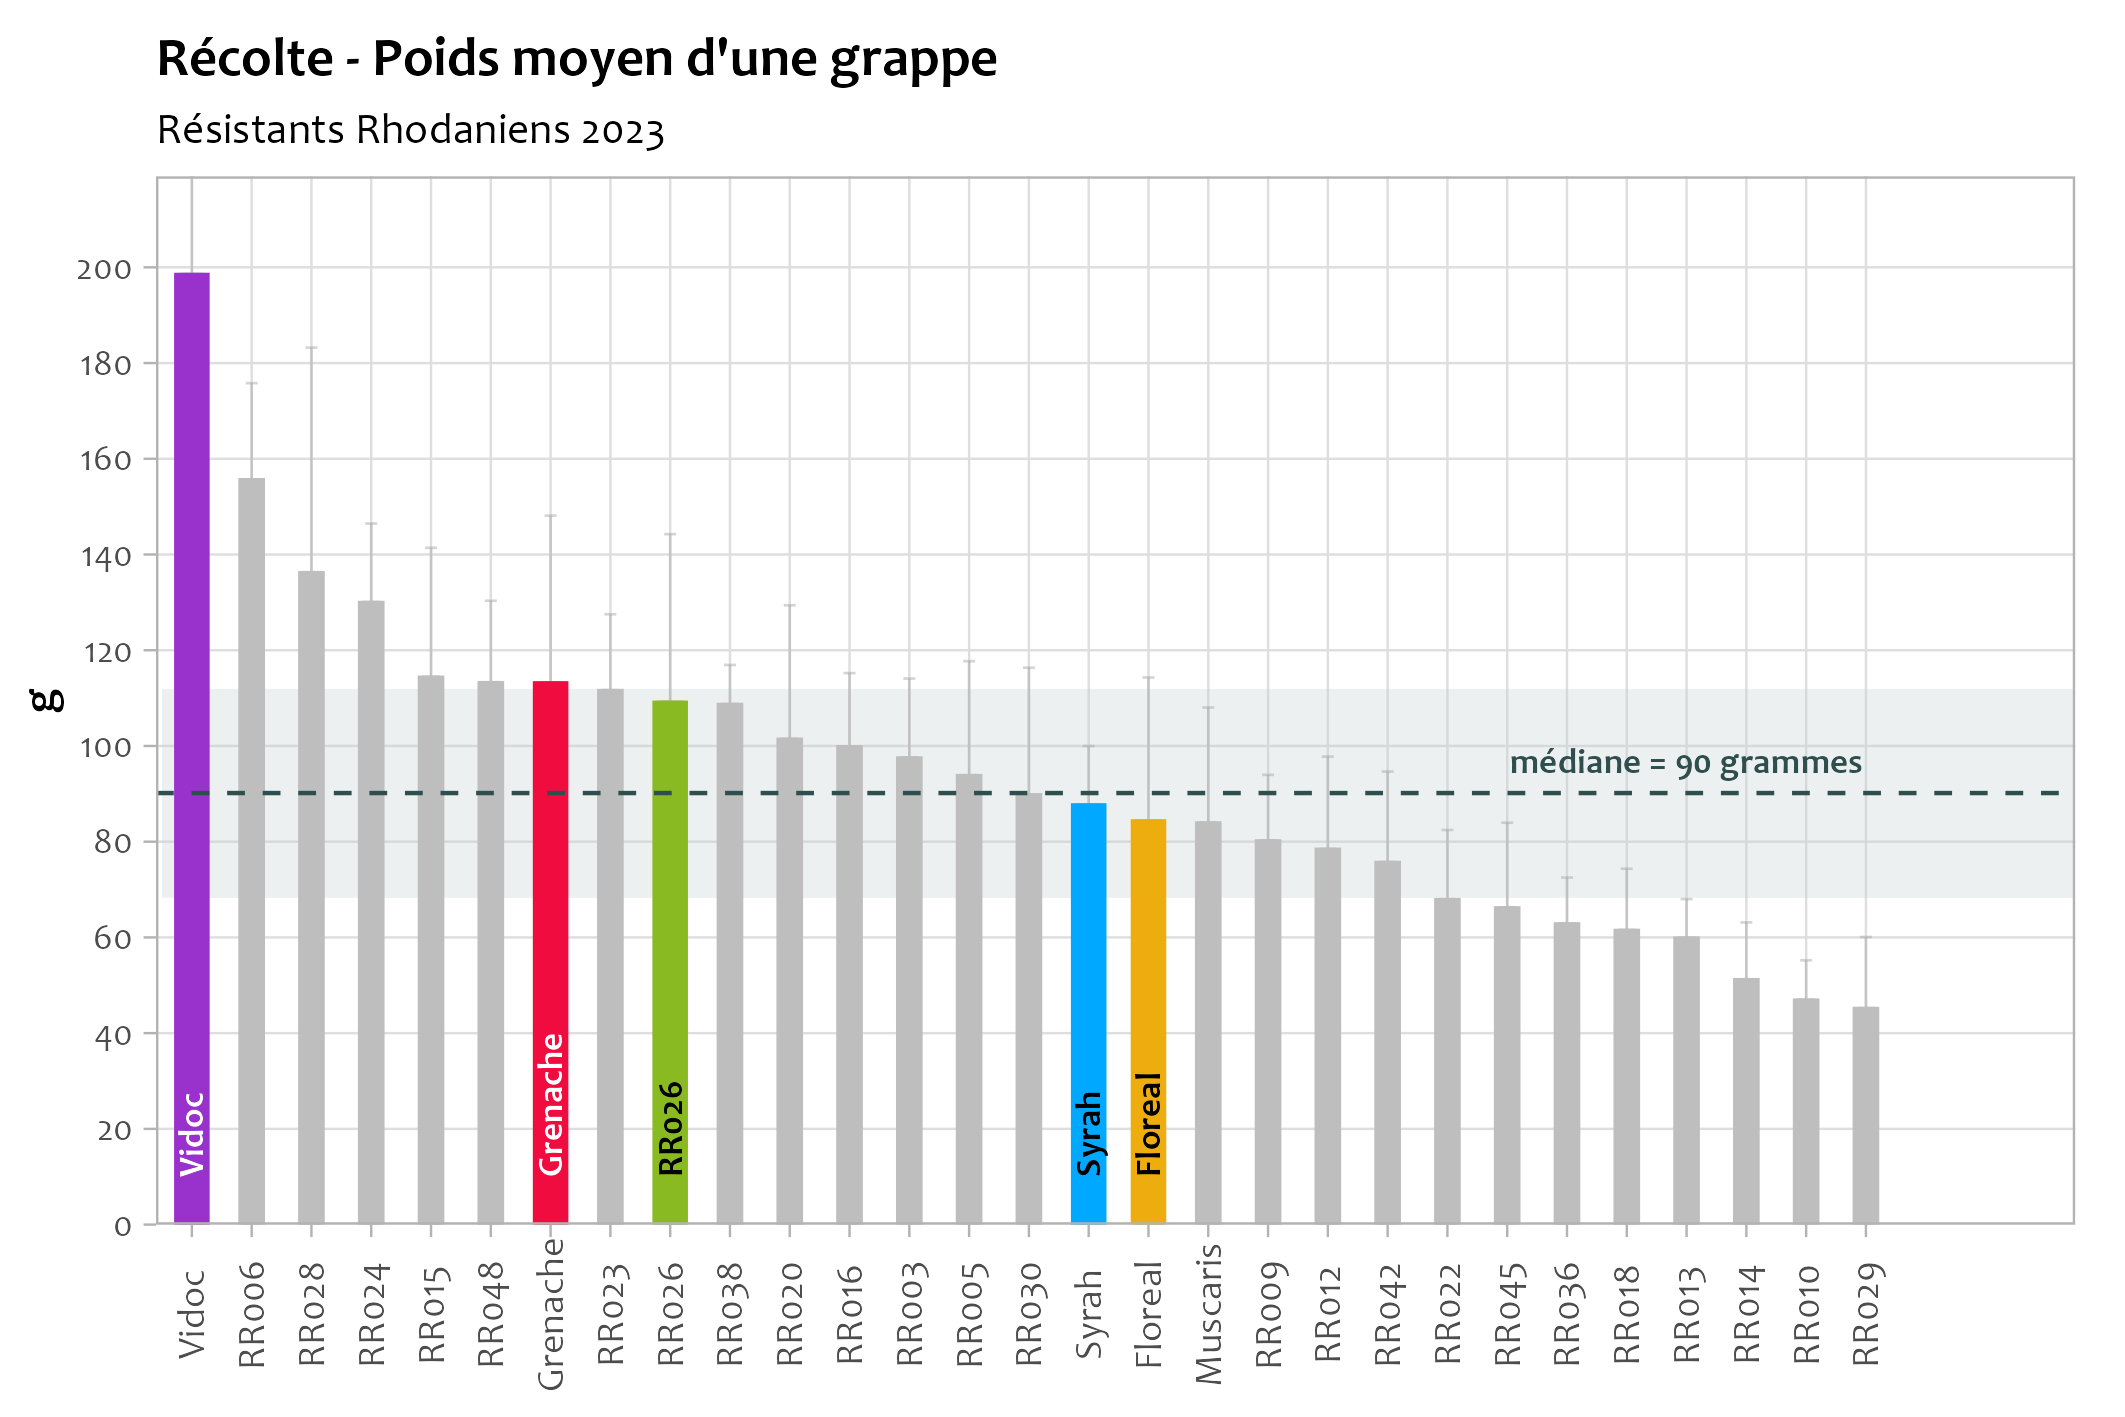 Récolte - Poids moyen d'une grappe
Résistants Rhodaniens 2023
g
200
180
160
140
120
100
80
60
40
20
0
médiane = 90 grammes
Vidoc
Grenache
RR026
Syrah
Floreal
Vidoc
RR006
RR028
RR024
RR015
RR048
Grenache
RR023
RR026
RR038
RR020
RR016
RR003
RR005
RR030
Syrah
Floreal
Muscaris
RR009
RR012
RR042
RR022
RR045
RR036
RR018
RR013
RR014
RR010
RR029